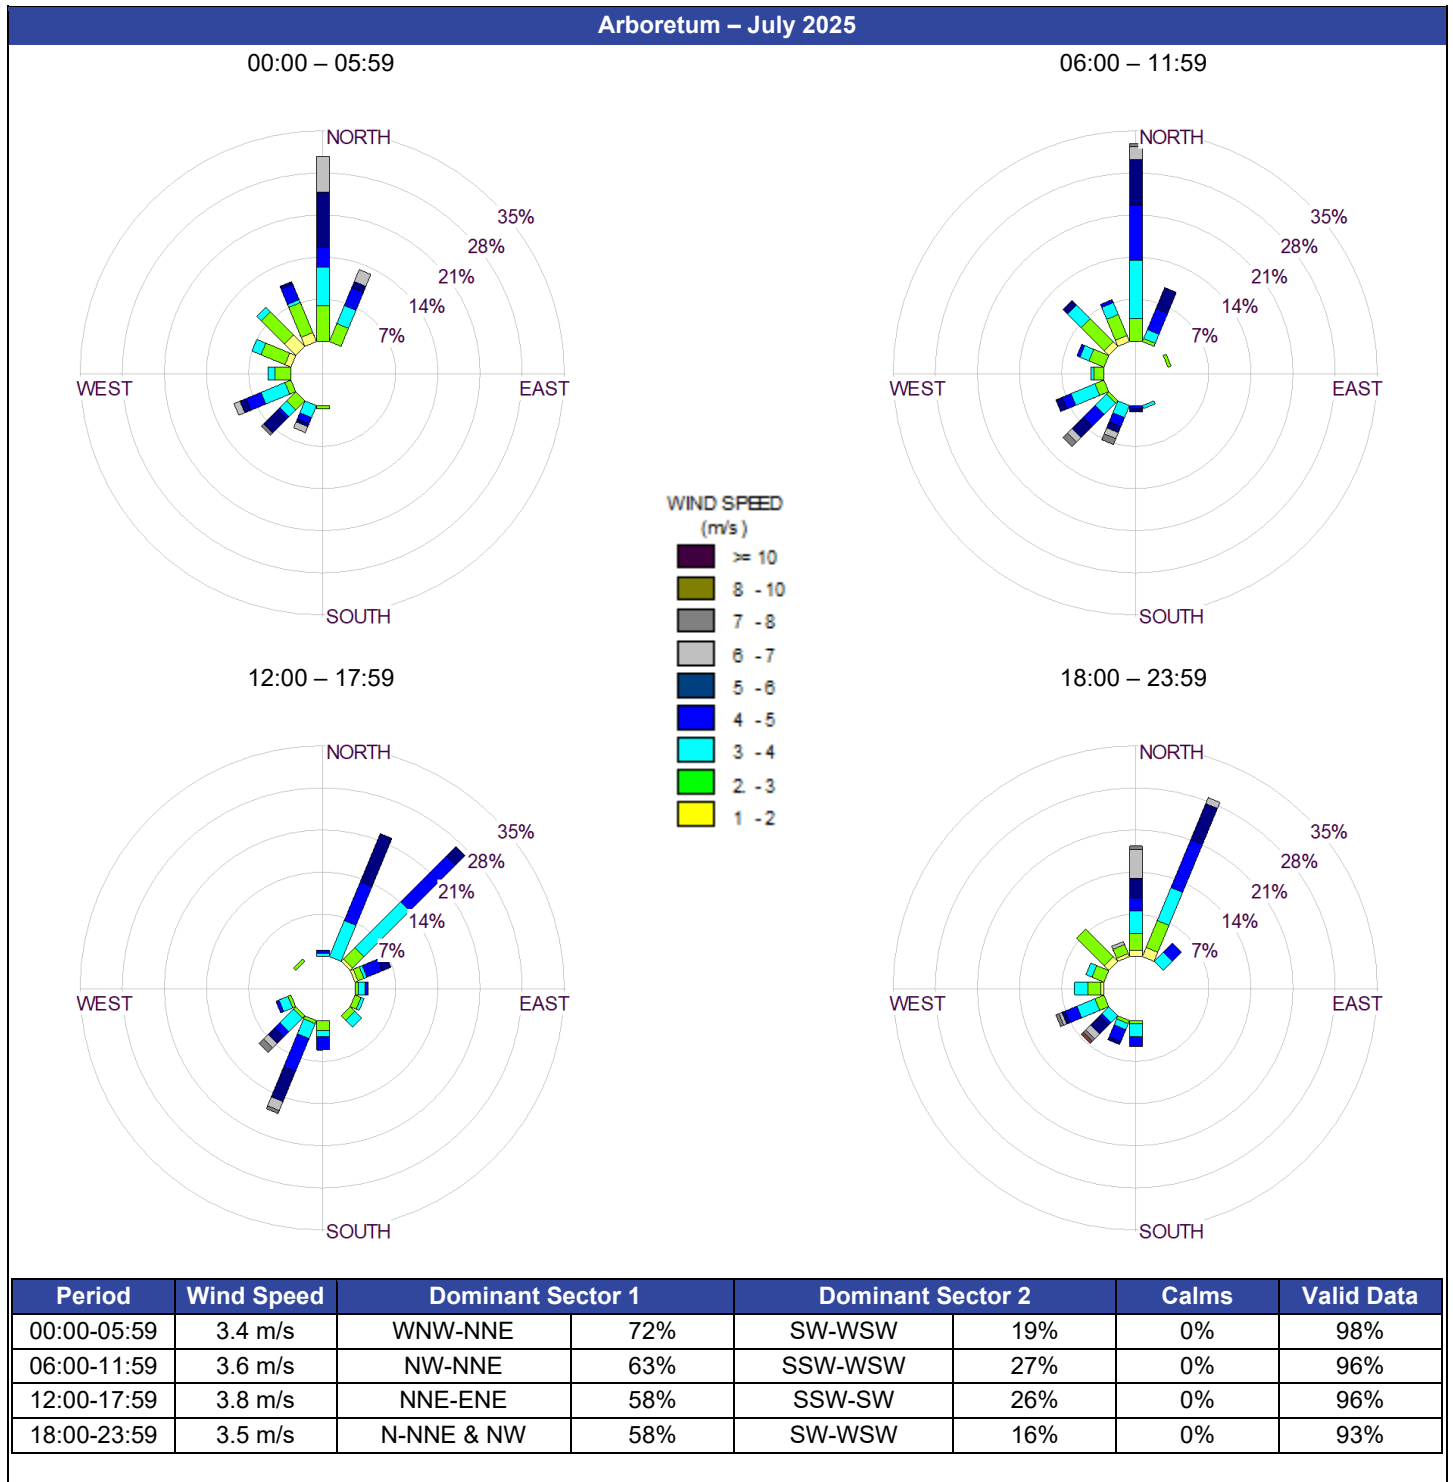 Arboretum – July 2025
00:00 – 05:59
06:00 – 11:59
NORTH
35%
28%
21%
14%
7%
WEST
EAST
SOUTH
NORTH
35%
28%
21%
14%
7%
WEST
EAST
SOUTH
WIND SPEED
(m/s)
>= 10
8 - 10
7 - 8
6 - 7
5 - 6
4 - 5
3 - 4
2 - 3
1 - 2
12:00 – 17:59
18:00 – 23:59
NORTH
35%
28%
21%
14%
7%
WEST
EAST
SOUTH
NORTH
35%
28%
21%
14%
7%
WEST
EAST
SOUTH
Period Wind Speed Dominant Sector 1 Dominant Sector 2 Calms Valid Data
00:00-05:59 3.4 m/s WNW-NNE 72% SW-WSW 19% 0% 98%
06:00-11:59 3.6 m/s NW-NNE 63% SSW-WSW 27% 0% 96%
12:00-17:59 3.8 m/s NNE-ENE 58% SSW-SW 26% 0% 96%
18:00-23:59 3.5 m/s N-NNE & NW 58% SW-WSW 16% 0% 93%